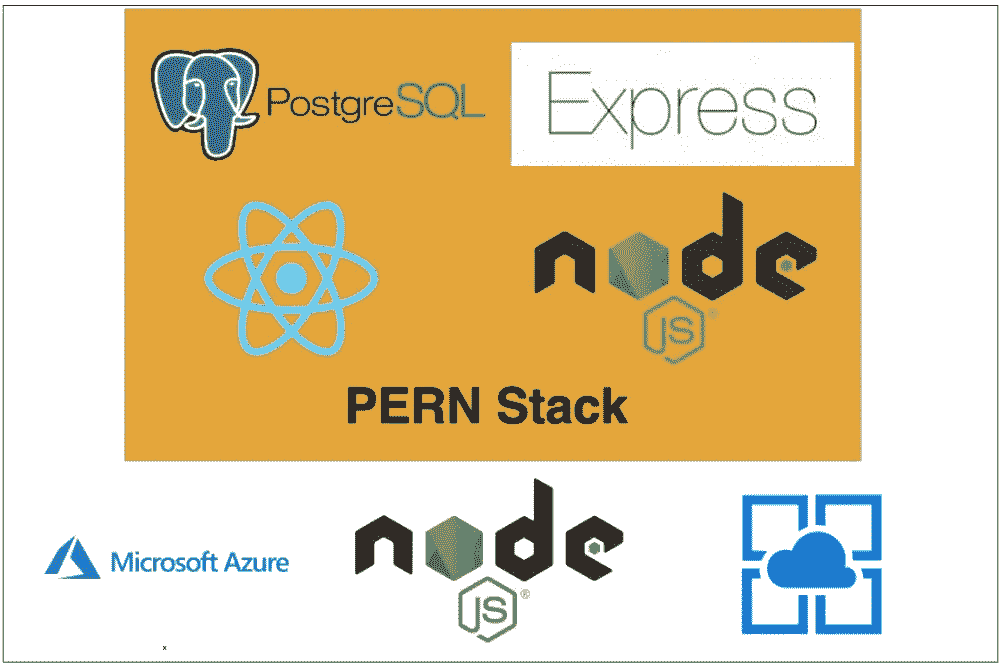 PostgreSQL
Express
node
JS
PERN Stack
Microsoft Azure
node
JS
x